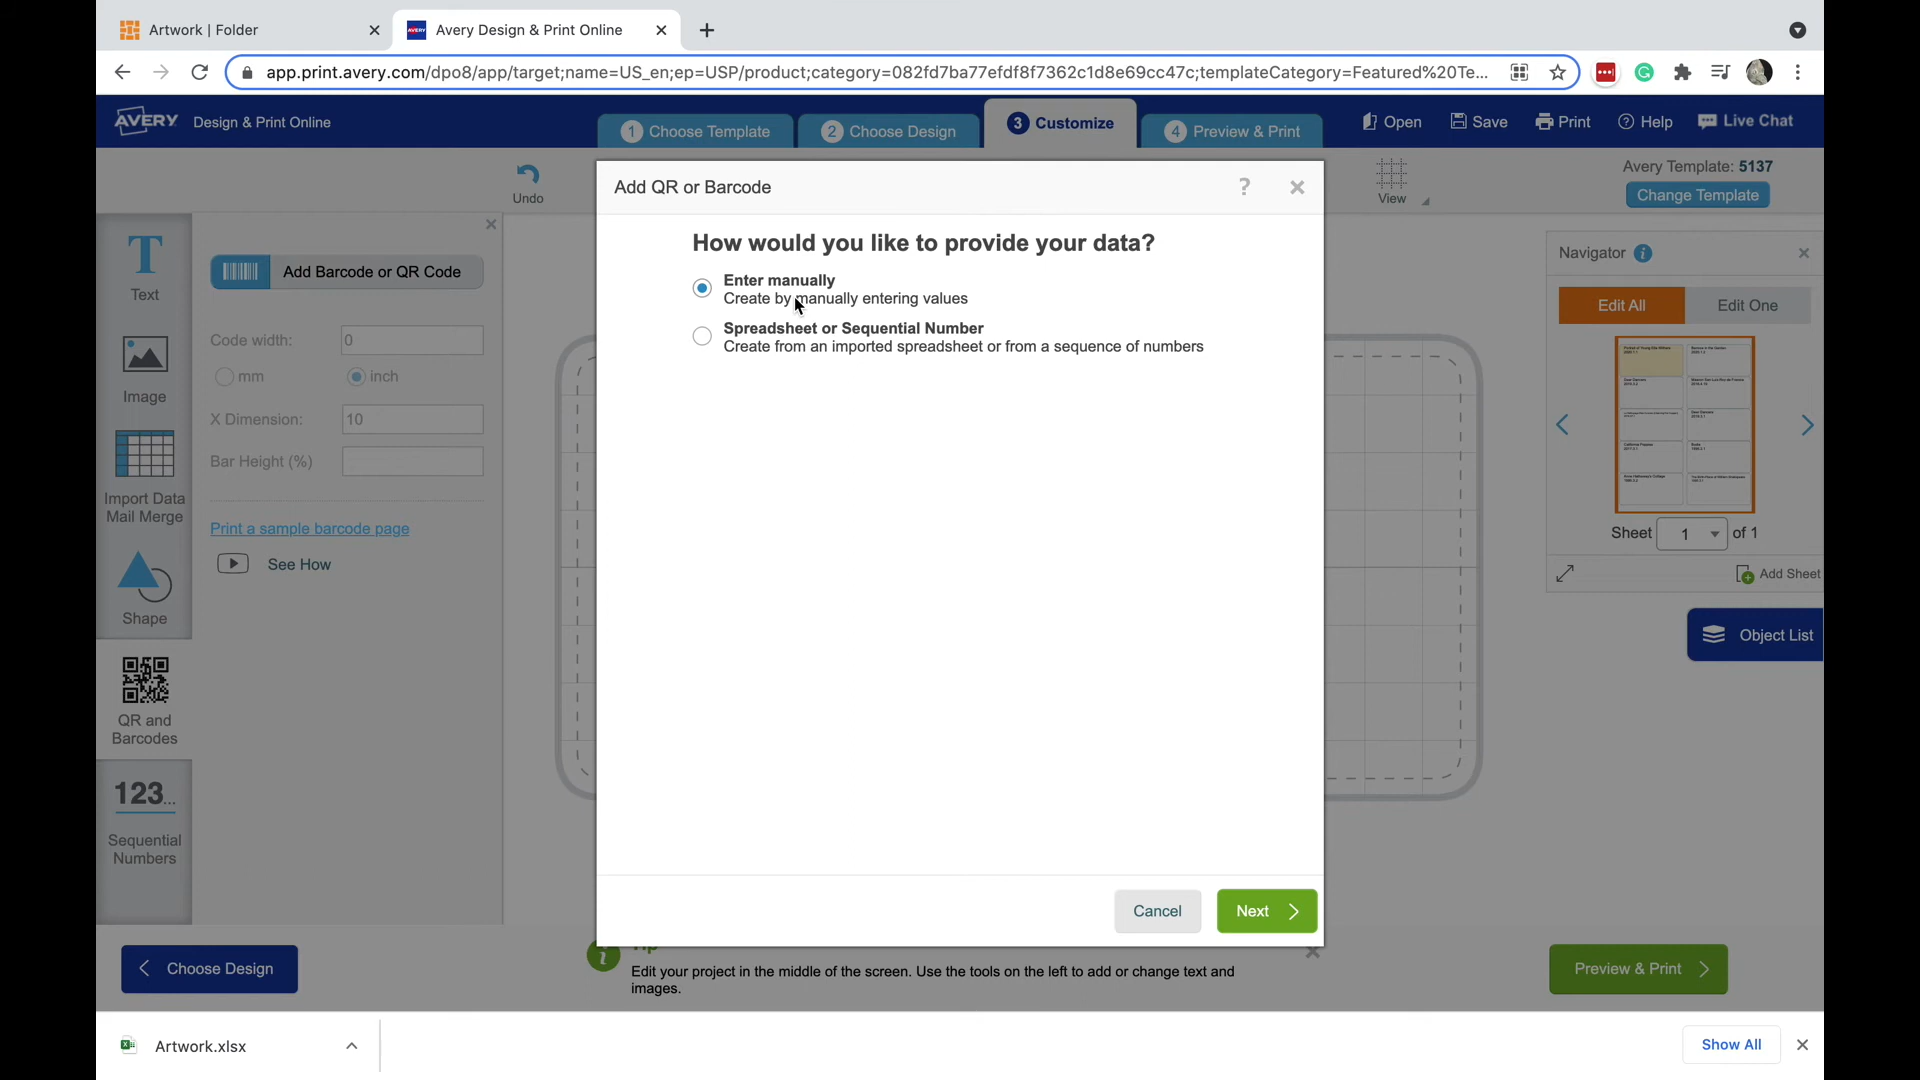 Artwork | Folder
Avery Design & Print Online
app.print.avery.com/dpo8/app/target;name=US_en;ep=USP/product;category=082fd7ba77efdf8f7362c1d8e69cc47c;templateCategory=Featured%20Te...
AVERY
Design & Print Online
1 Choose Template
2 Choose Design
3 Customize
4 Preview & Print
Open
Save
Print
Help
Live Chat
Undo
Add QR or Barcode
?
View
Avery Template: 5137
Change Template
Text
Image
Import Data
Mail Merge
Shape
QR and
Barcodes
123...
Sequential
Numbers
Add Barcode or QR Code
Code width:
0
mm
inch
X Dimension:
10
Bar Height (%)
Print a sample barcode page
See How
How would you like to provide your data?
Enter manually
Create by manually entering values
Spreadsheet or Sequential Number
Create from an imported spreadsheet or from a sequence of numbers
Cancel
Next
Navigator
Edit All
Edit One
Sheet
1
of 1
Add Sheet
Object List
Choose Design
Tip
Edit your project in the middle of the screen. Use the tools on the left to add or change text and
images.
Preview & Print
Artwork.xlsx
Show All